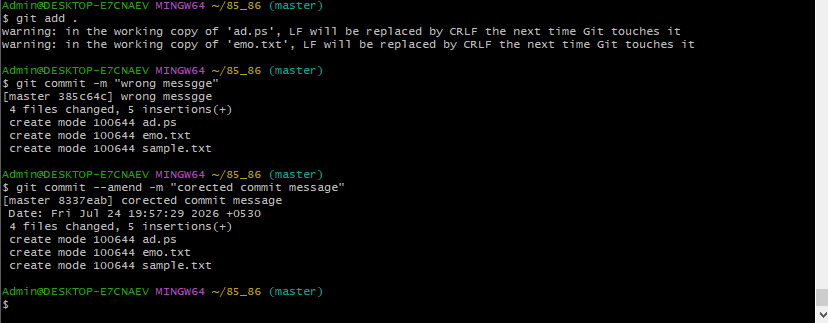 Admin@DESKTOP-E7CNAEV MINGW64 ~/85_86 (master)
$ git add .
warning: in the working copy of 'ad.ps', LF will be replaced by CRLF the next time Git touches it
warning: in the working copy of 'emo.txt', LF will be replaced by CRLF the next time Git touches it
Admin@DESKTOP-E7CNAEV MINGW64 ~/85_86 (master)
$ git commit -m "wrong messgge"
[master 385c64c] wrong messgge
 4 files changed, 5 insertions(+)
 create mode 100644 ad.ps
 create mode 100644 emo.txt
 create mode 100644 sample.txt
Admin@DESKTOP-E7CNAEV MINGW64 ~/85_86 (master)
$ git commit --amend -m "corected commit message"
[master 8337eab] corected commit message
 Date: Fri Jul 24 19:57:29 2026 +0530
 4 files changed, 5 insertions(+)
 create mode 100644 ad.ps
 create mode 100644 emo.txt
 create mode 100644 sample.txt
Admin@DESKTOP-E7CNAEV MINGW64 ~/85_86 (master)
$